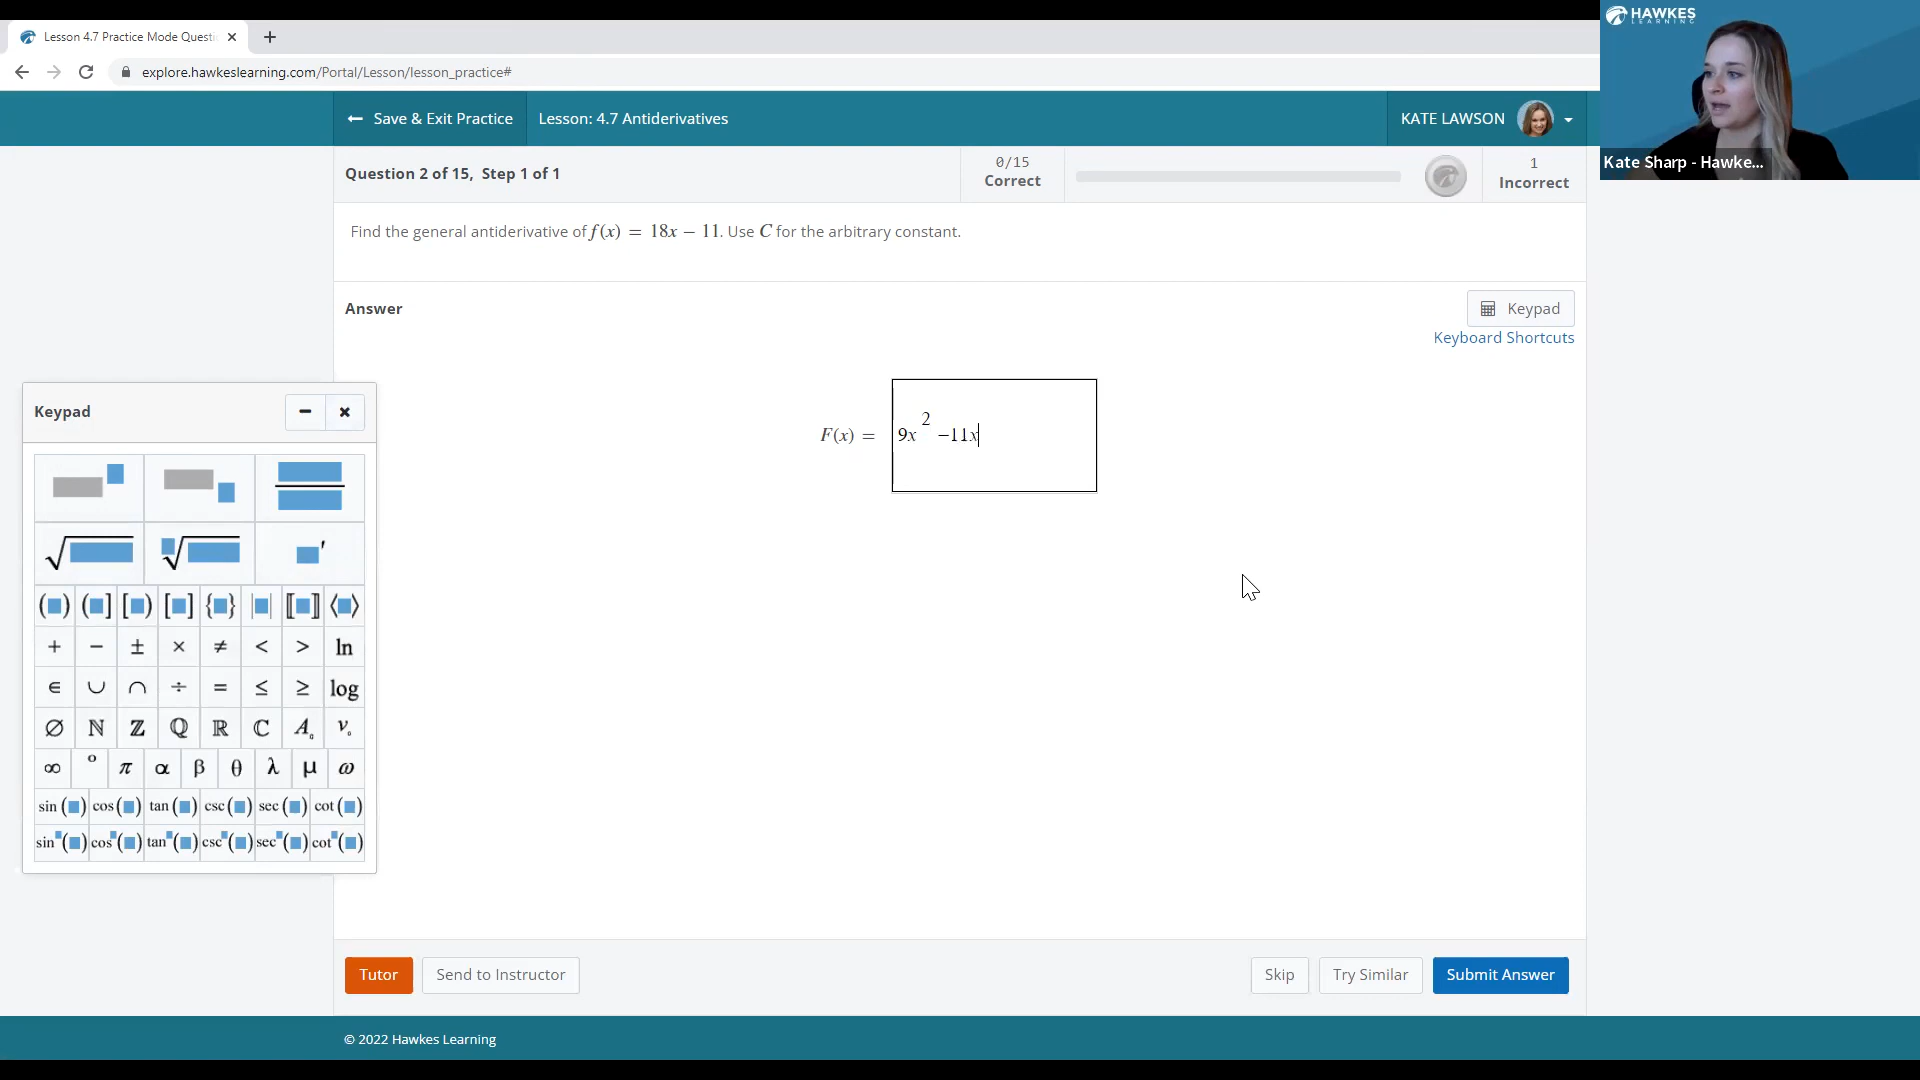 Lesson 4.7 Practice Mode Questi
explore.hawkeslearning.com/Portal/Lesson/lesson_practice#
HAWKES
LEARNING
Kate Sharp - Hawke...
Save & Exit Practice
Lesson: 4.7 Antiderivatives
KATE LAWSON
Question 2 of 15, Step 1 of 1
0/15
Correct
1
Incorrect
Find the general antiderivative of f(x) = 18x − 11. Use C for the arbitrary constant.
Answer
Keypad
Keyboard Shortcuts
F(x) = 9x² −11x
Keypad
( ) ( ] [ ) [ ] { } | | ⟦ ⟧ ⟨ ⟩
+ − ± × ≠ < > ln
∈ ∪ ∩ ÷ = ≤ ≥ log
∅ ℕ ℤ ℚ ℝ ℂ A v
∞ ° π α β θ λ μ ω
sin ( ) cos ( ) tan ( ) csc ( ) sec ( ) cot ( )
sin ( ) cos ( ) tan ( ) csc ( ) sec ( ) cot ( )
Tutor
Send to Instructor
Skip
Try Similar
Submit Answer
© 2022 Hawkes Learning